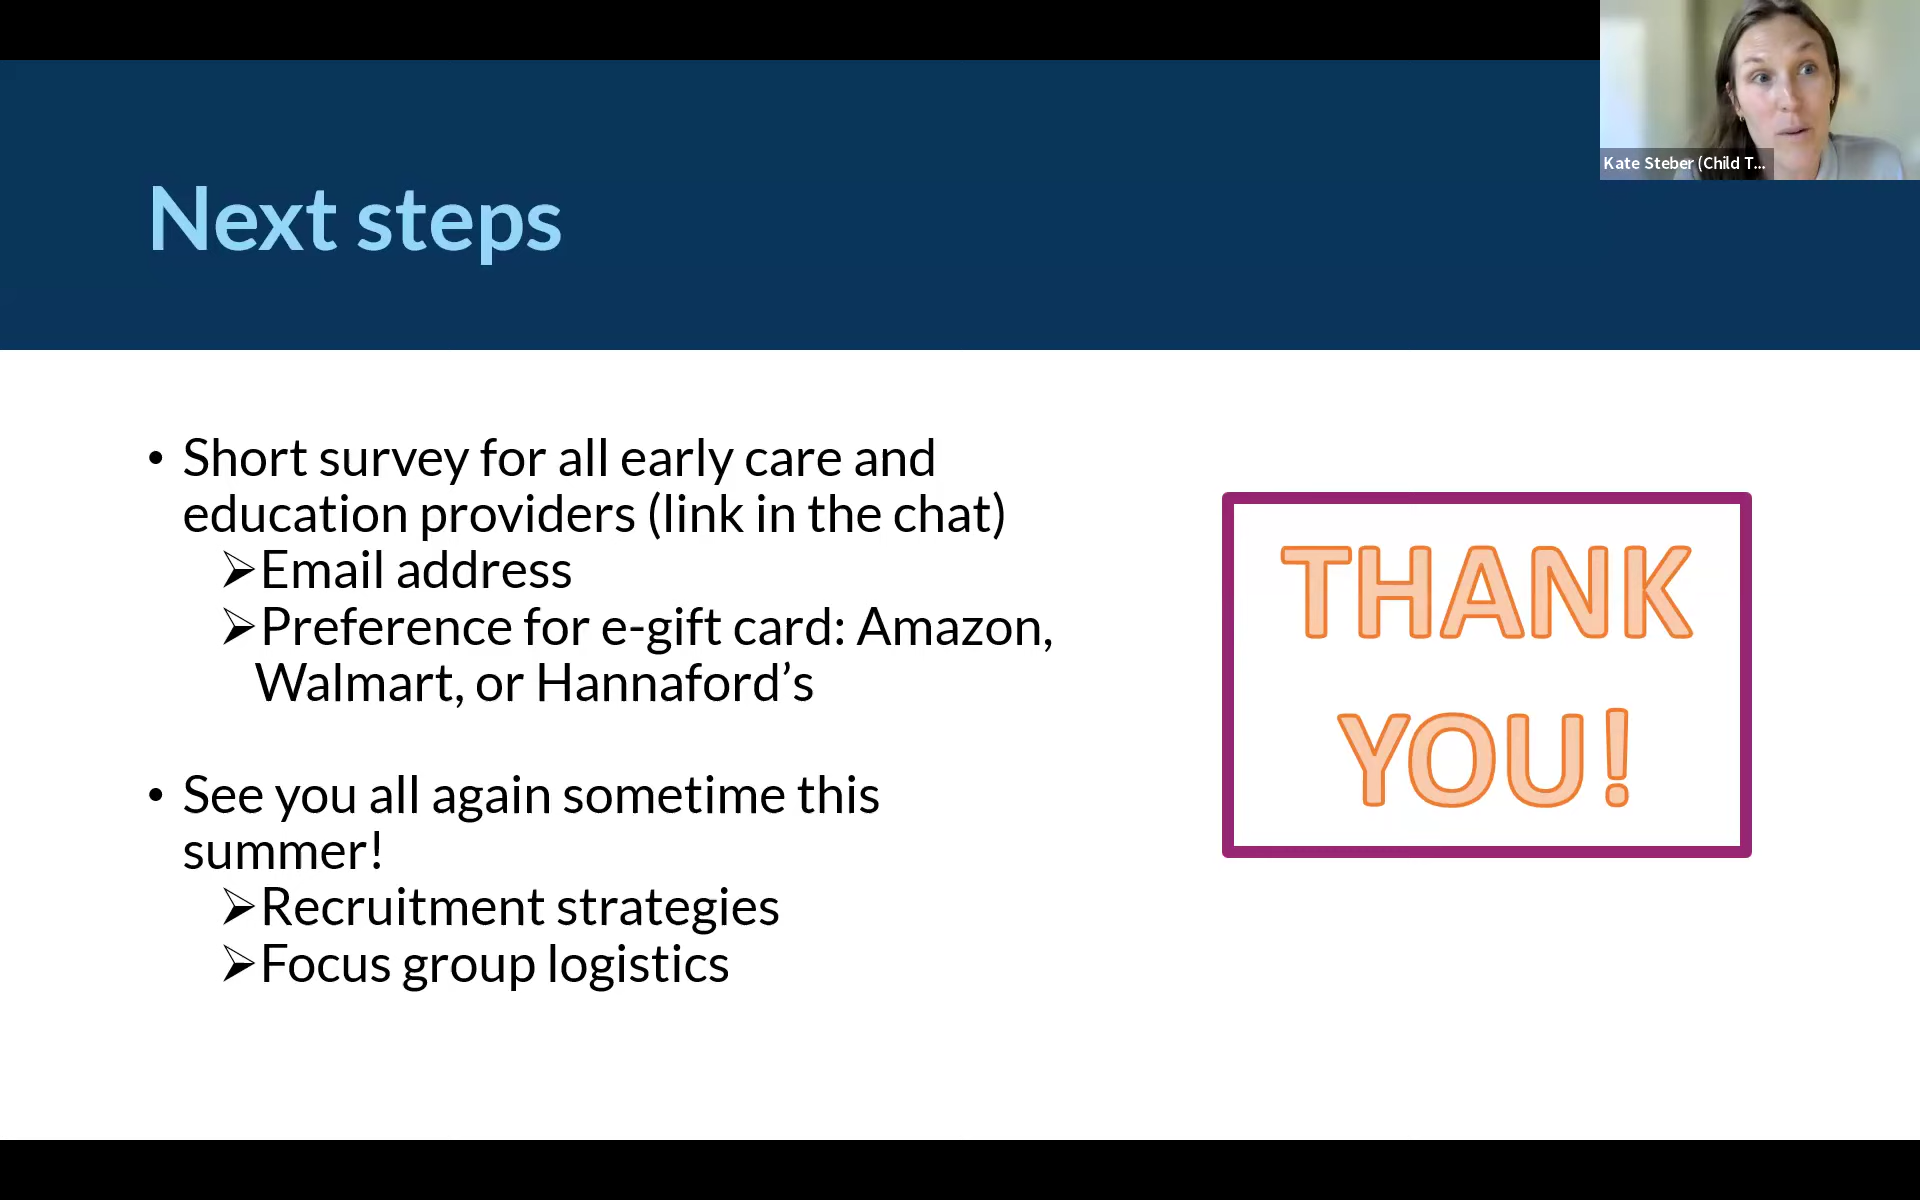 Kate Steber (Child T...
Next steps
• Short survey for all early care and
education providers (link in the chat)
➢Email address
➢Preference for e-gift card: Amazon,
Walmart, or Hannaford’s
• See you all again sometime this
summer!
➢Recruitment strategies
➢Focus group logistics
THANK
YOU!